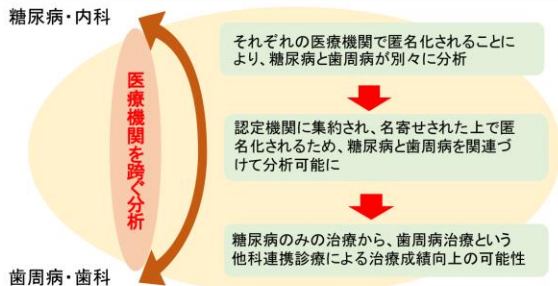 糖尿病・内科
医療機関を跨ぐ分析
歯周病・歯科
それぞれの医療機関で匿名化されることに
より、糖尿病と歯周病が別々に分析
認定機関に集約され、名寄せされた上で匿
名化されるため、糖尿病と歯周病を関連づ
けて分析可能に
糖尿病のみの治療から、歯周病治療という
他科連携診療による治療成績向上の可能性